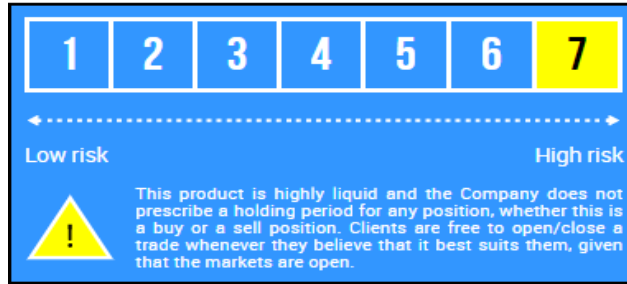 1 2 3 4 5 6 7
Low risk High risk
! This product is highly liquid and the Company does not
prescribe a holding period for any position, whether this is
a buy or a sell position. Clients are free to open/close a
trade whenever they believe that it best suits them, given
that the markets are open.